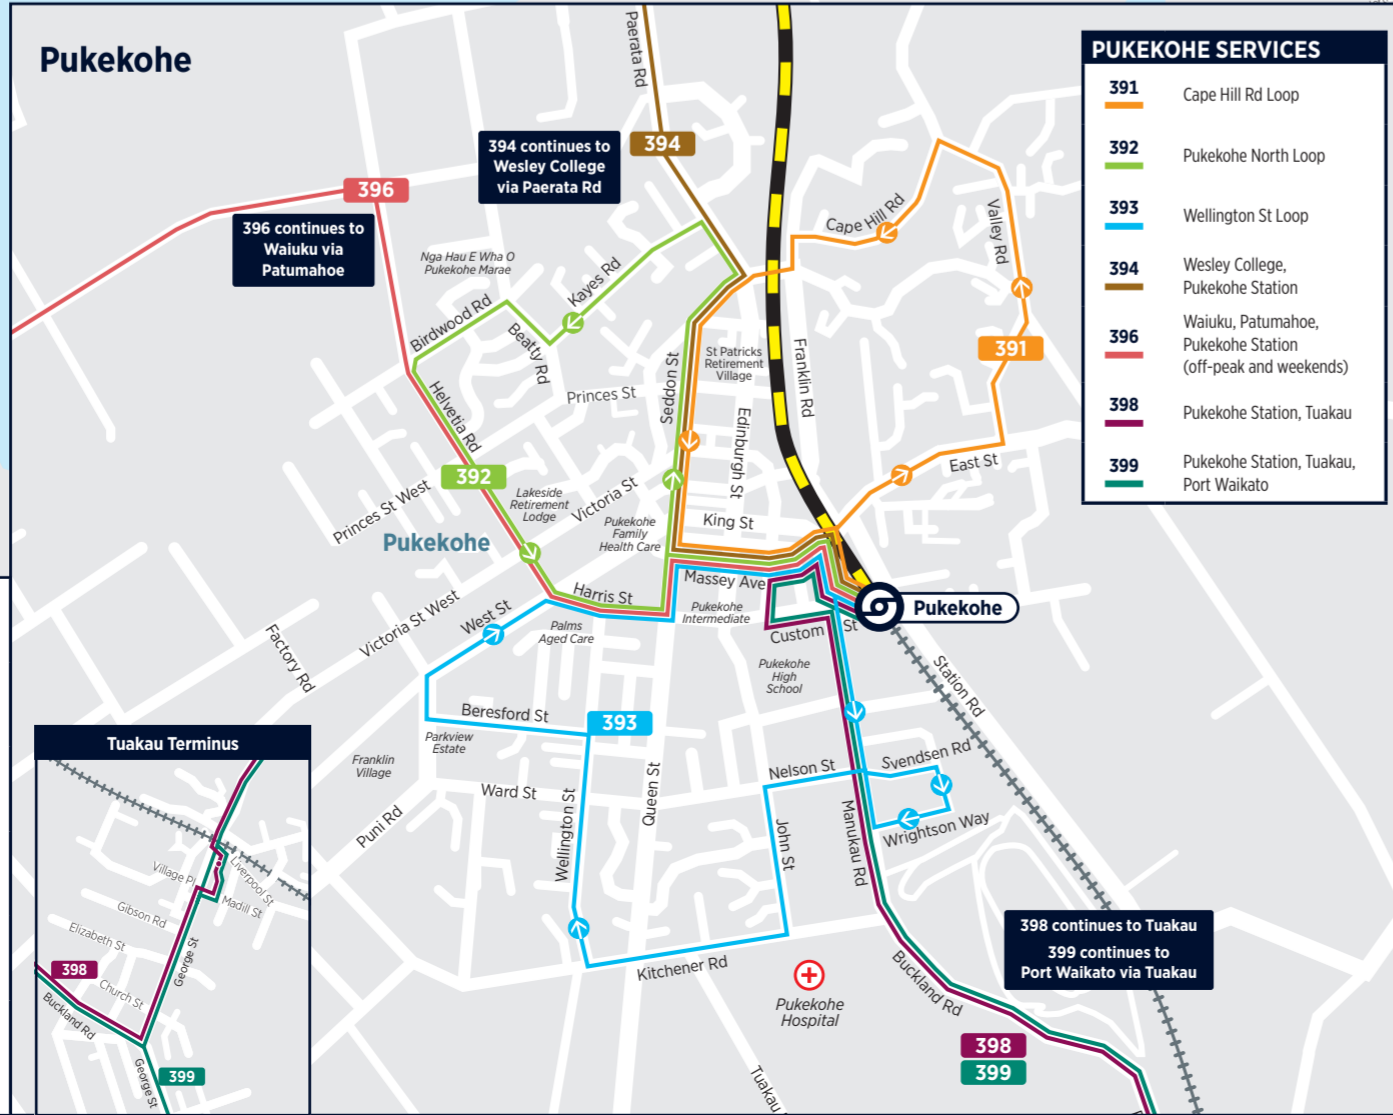 Pukekohe
PUKEKOHE SERVICES
391
Cape Hill Rd Loop
392
Pukekohe North Loop
393
Wellington St Loop
394
Wesley College,
Pukekohe Station
396
Waiuku, Patumahoe,
Pukekohe Station
(off-peak and weekends)
398
Pukekohe Station, Tuakau
399
Pukekohe Station, Tuakau,
Port Waikato
Paerata Rd
394
394 continues to
Wesley College
via Paerata Rd
396
396 continues to
Waiuku via
Patumahoe
Nga Hau E Wha O
Pukekohe Marae
Cape Hill Rd
Valley Rd
Kayes Rd
Birdwood Rd
Beatty Rd
391
St Patricks
Retirement
Village
Franklin Rd
Seddon St
Princes St
Helvetia Rd
Edinburgh St
East St
392
Lakeside
Retirement
Lodge
Victoria St
Princes St West
Pukekohe
Pukekohe
Family
Health Care
King St
Massey Ave
Harris St
Pukekohe
Intermediate
Pukekohe
Custom St
West St
Palms
Aged Care
Victoria St West
Factory Rd
Pukekohe
High
School
Station Rd
Beresford St
393
Parkview
Estate
Franklin
Village
Nelson St
Svendsen Rd
Ward St
Queen St
Wellington St
Puni Rd
John St
Manukau Rd
Wrightson Way
Kitchener Rd
Pukekohe
Hospital
Buckland Rd
398 continues to Tuakau
399 continues to
Port Waikato via Tuakau
398
399
Tuakau
Tuakau Terminus
Village Pl
Liverpool St
Madill St
Gibson Rd
Elizabeth St
George St
398
Church St
Buckland Rd
399
George St